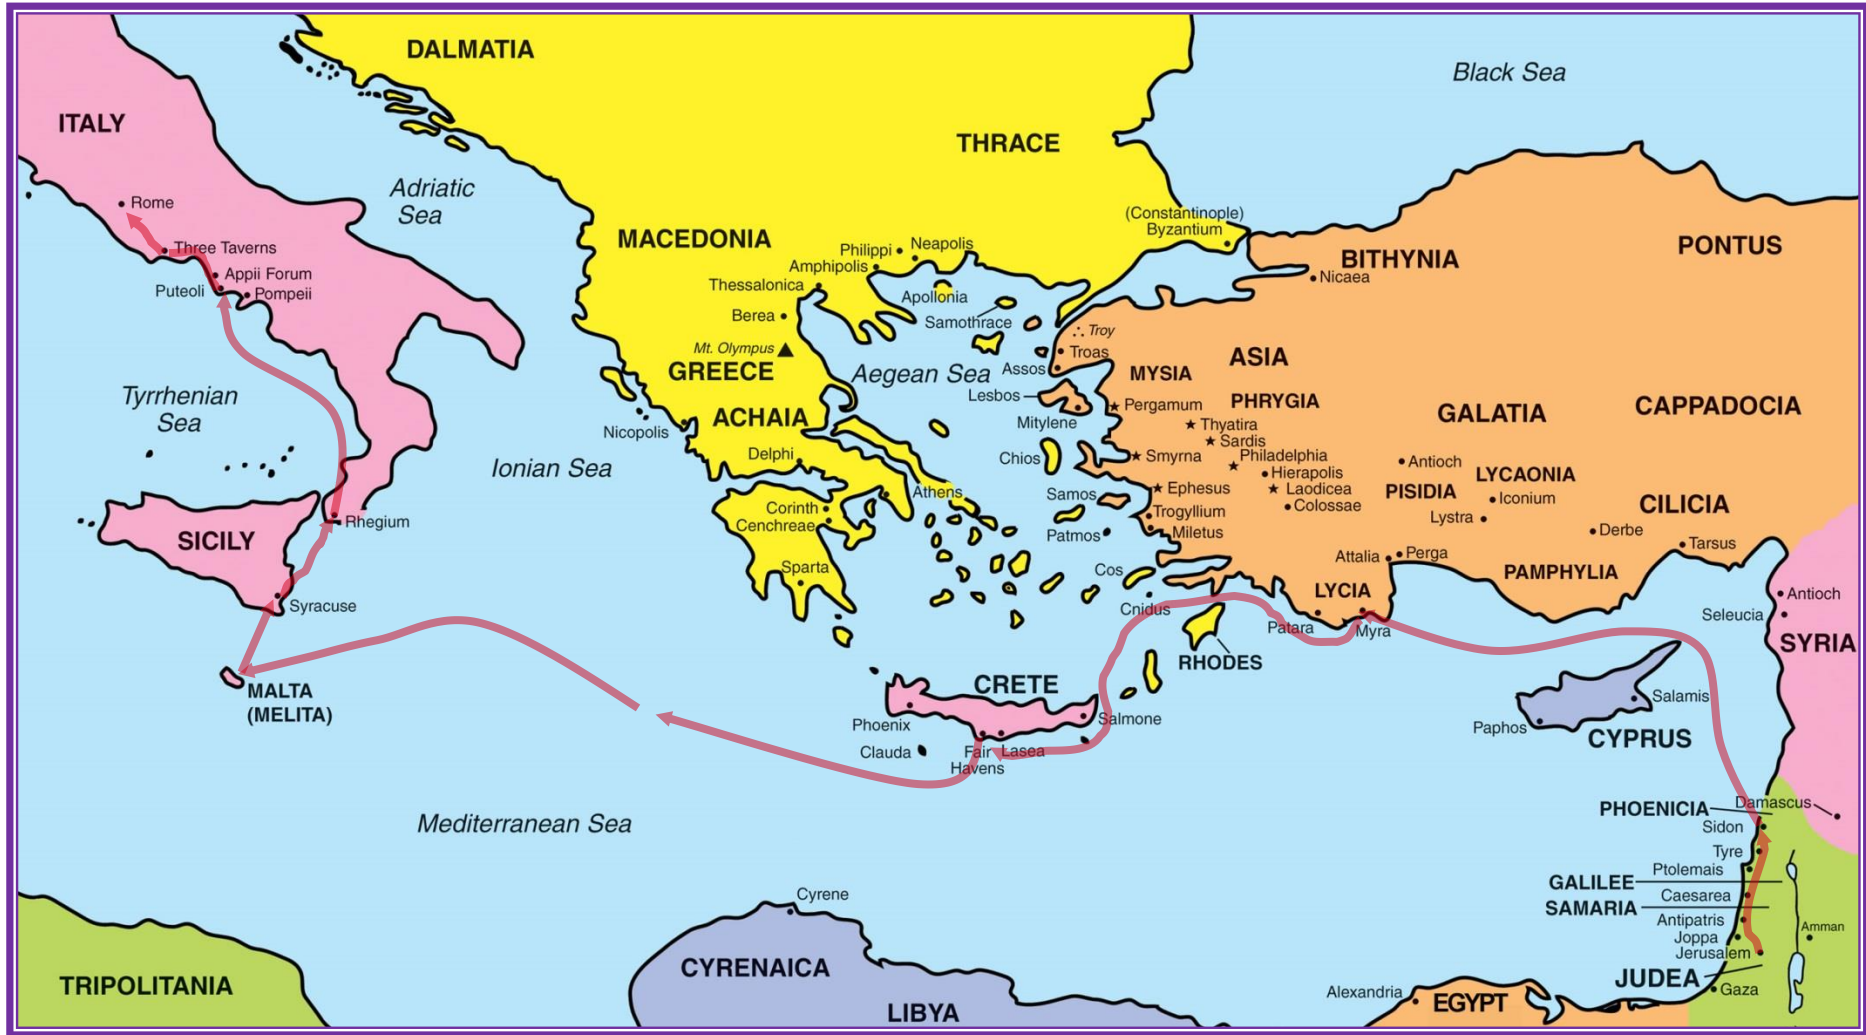 DALMATIA
Black Sea
ITALY
THRACE
Adriatic
Sea
Rome
(Constantinople)
Byzantium
MACEDONIA
Philippi
Neapolis
BITHYNIA
PONTUS
Three Taverns
Amphipolis
Appii Forum
Nicaea
Thessalonica
Puteoli
Pompeii
Apollonia
Berea
Samothrace
Troy
Mt. Olympus
Troas
ASIA
GREECE
Aegean Sea
Assos
MYSIA
Tyrrhenian
Sea
Lesbos
PHRYGIA
Pergamum
GALATIA
CAPPADOCIA
ACHAIA
Mitylene
Thyatira
Nicopolis
Sardis
Delphi
Chios
Smyrna
Philadelphia
Antioch
Ionian Sea
Hierapolis
LYCAONIA
Athens
Samos
Ephesus
Laodicea
PISIDIA
Iconium
Corinth
Colossae
CILICIA
Cenchreae
Trogyllium
Lystra
Rhegium
Patmos
Miletus
Derbe
SICILY
Tarsus
Attalia
Perga
Sparta
Cos
PAMPHYLIA
LYCIA
Antioch
Syracuse
Cnidus
Seleucia
Patara
Myra
SYRIA
RHODES
MALTA
(MELITA)
CRETE
Salamis
Phoenix
Salmone
Paphos
CYPRUS
Clauda
Fair
Havens
Lasea
PHOENICIA
Damascus
Mediterranean Sea
Sidon
Tyre
Ptolemais
GALILEE
Caesarea
Cyrene
SAMARIA
Antipatris
Amman
Joppa
Jerusalem
CYRENAICA
JUDEA
TRIPOLITANIA
Gaza
Alexandria
EGYPT
LIBYA